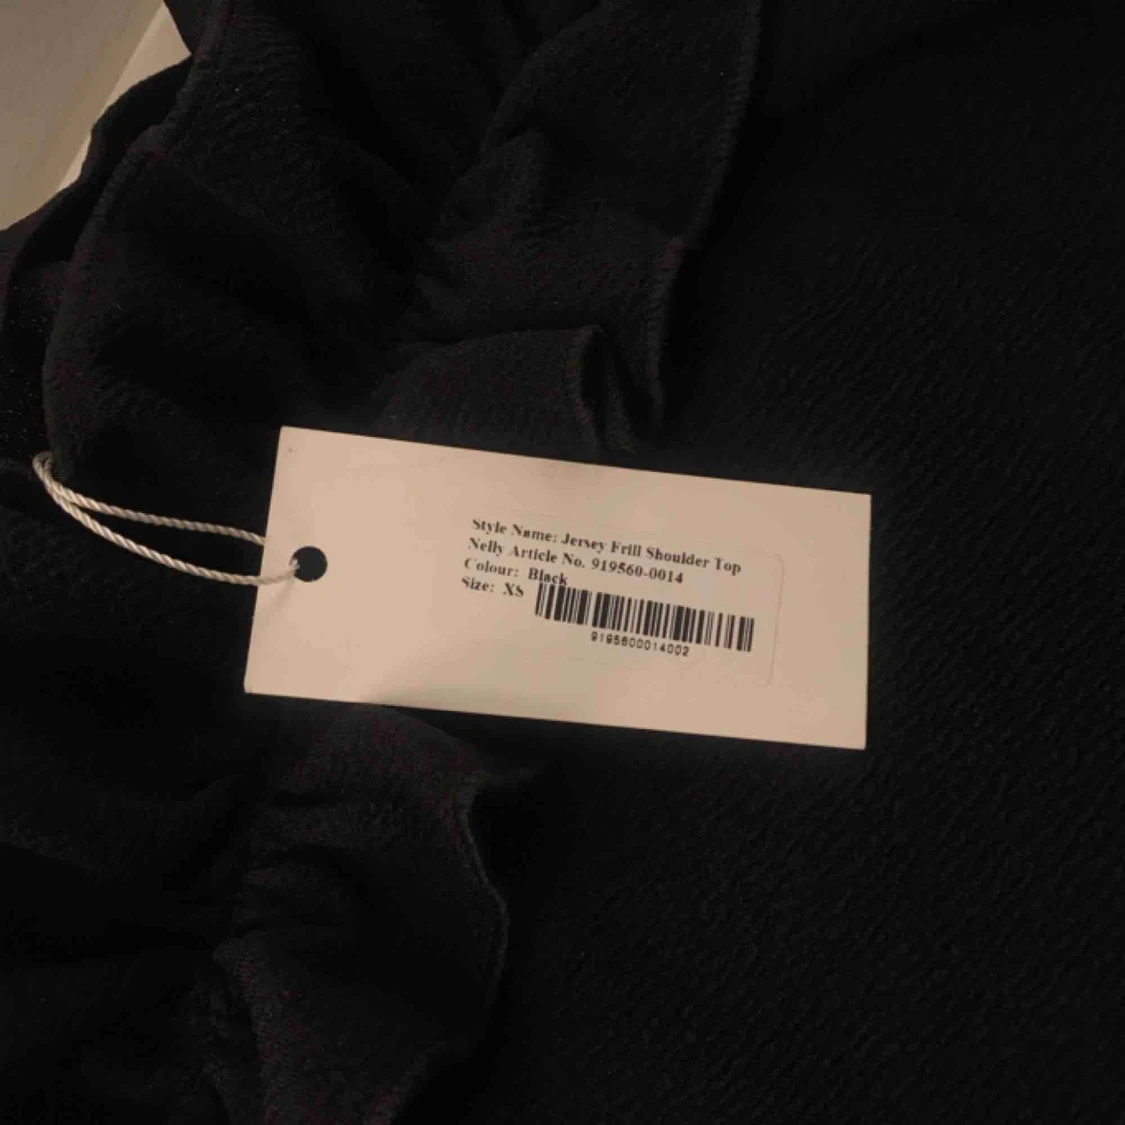 Style Name: Jersey Frill Shoulder Top
Nelly Article No. 919560-0014
Colour: Black
Size: XS
9195600014002